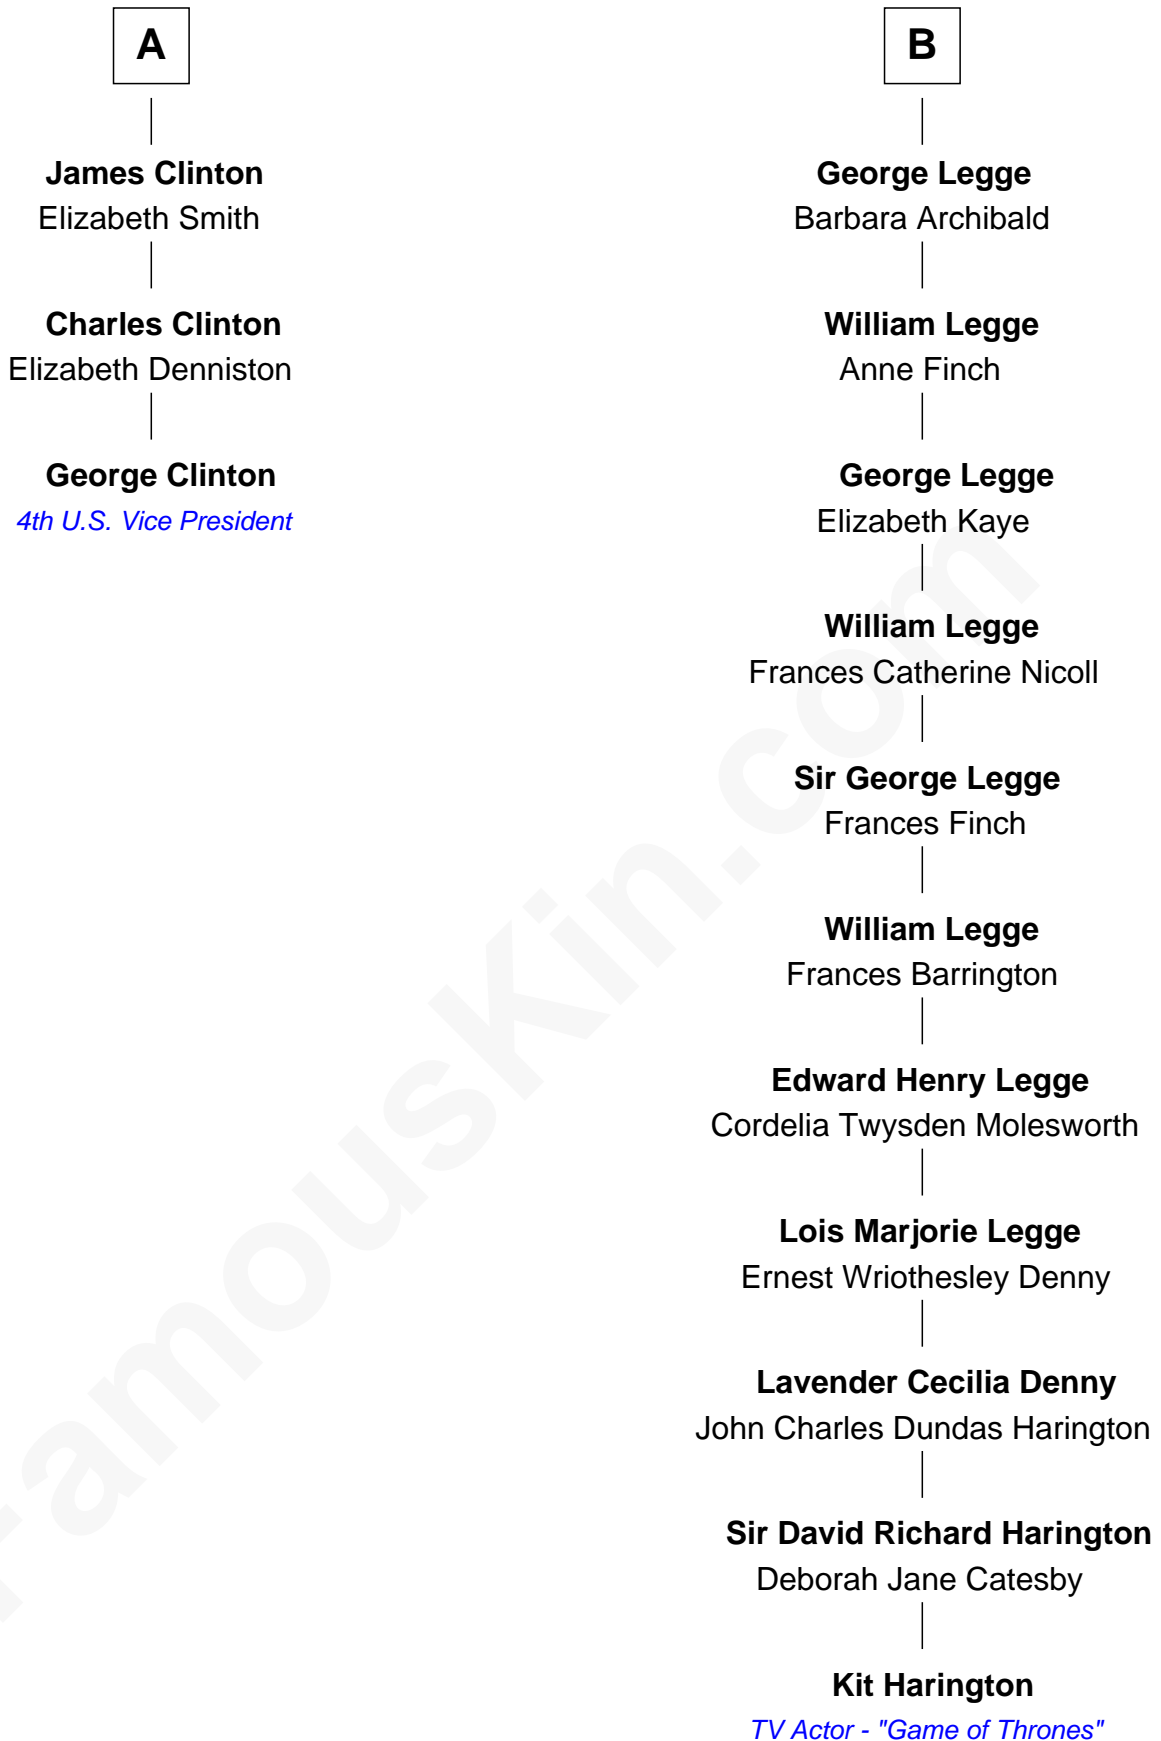 A
James Clinton
Elizabeth Smith
Charles Clinton
Elizabeth Denniston
George Clinton
4th U.S. Vice President
B
George Legge
Barbara Archibald
William Legge
Anne Finch
George Legge
Elizabeth Kaye
William Legge
Frances Catherine Nicoll
Sir George Legge
Frances Finch
William Legge
Frances Barrington
Edward Henry Legge
Cordelia Twysden Molesworth
Lois Marjorie Legge
Ernest Wriothesley Denny
Lavender Cecilia Denny
John Charles Dundas Harington
Sir David Richard Harington
Deborah Jane Catesby
Kit Harington
TV Actor - "Game of Thrones"
FamousKin.com